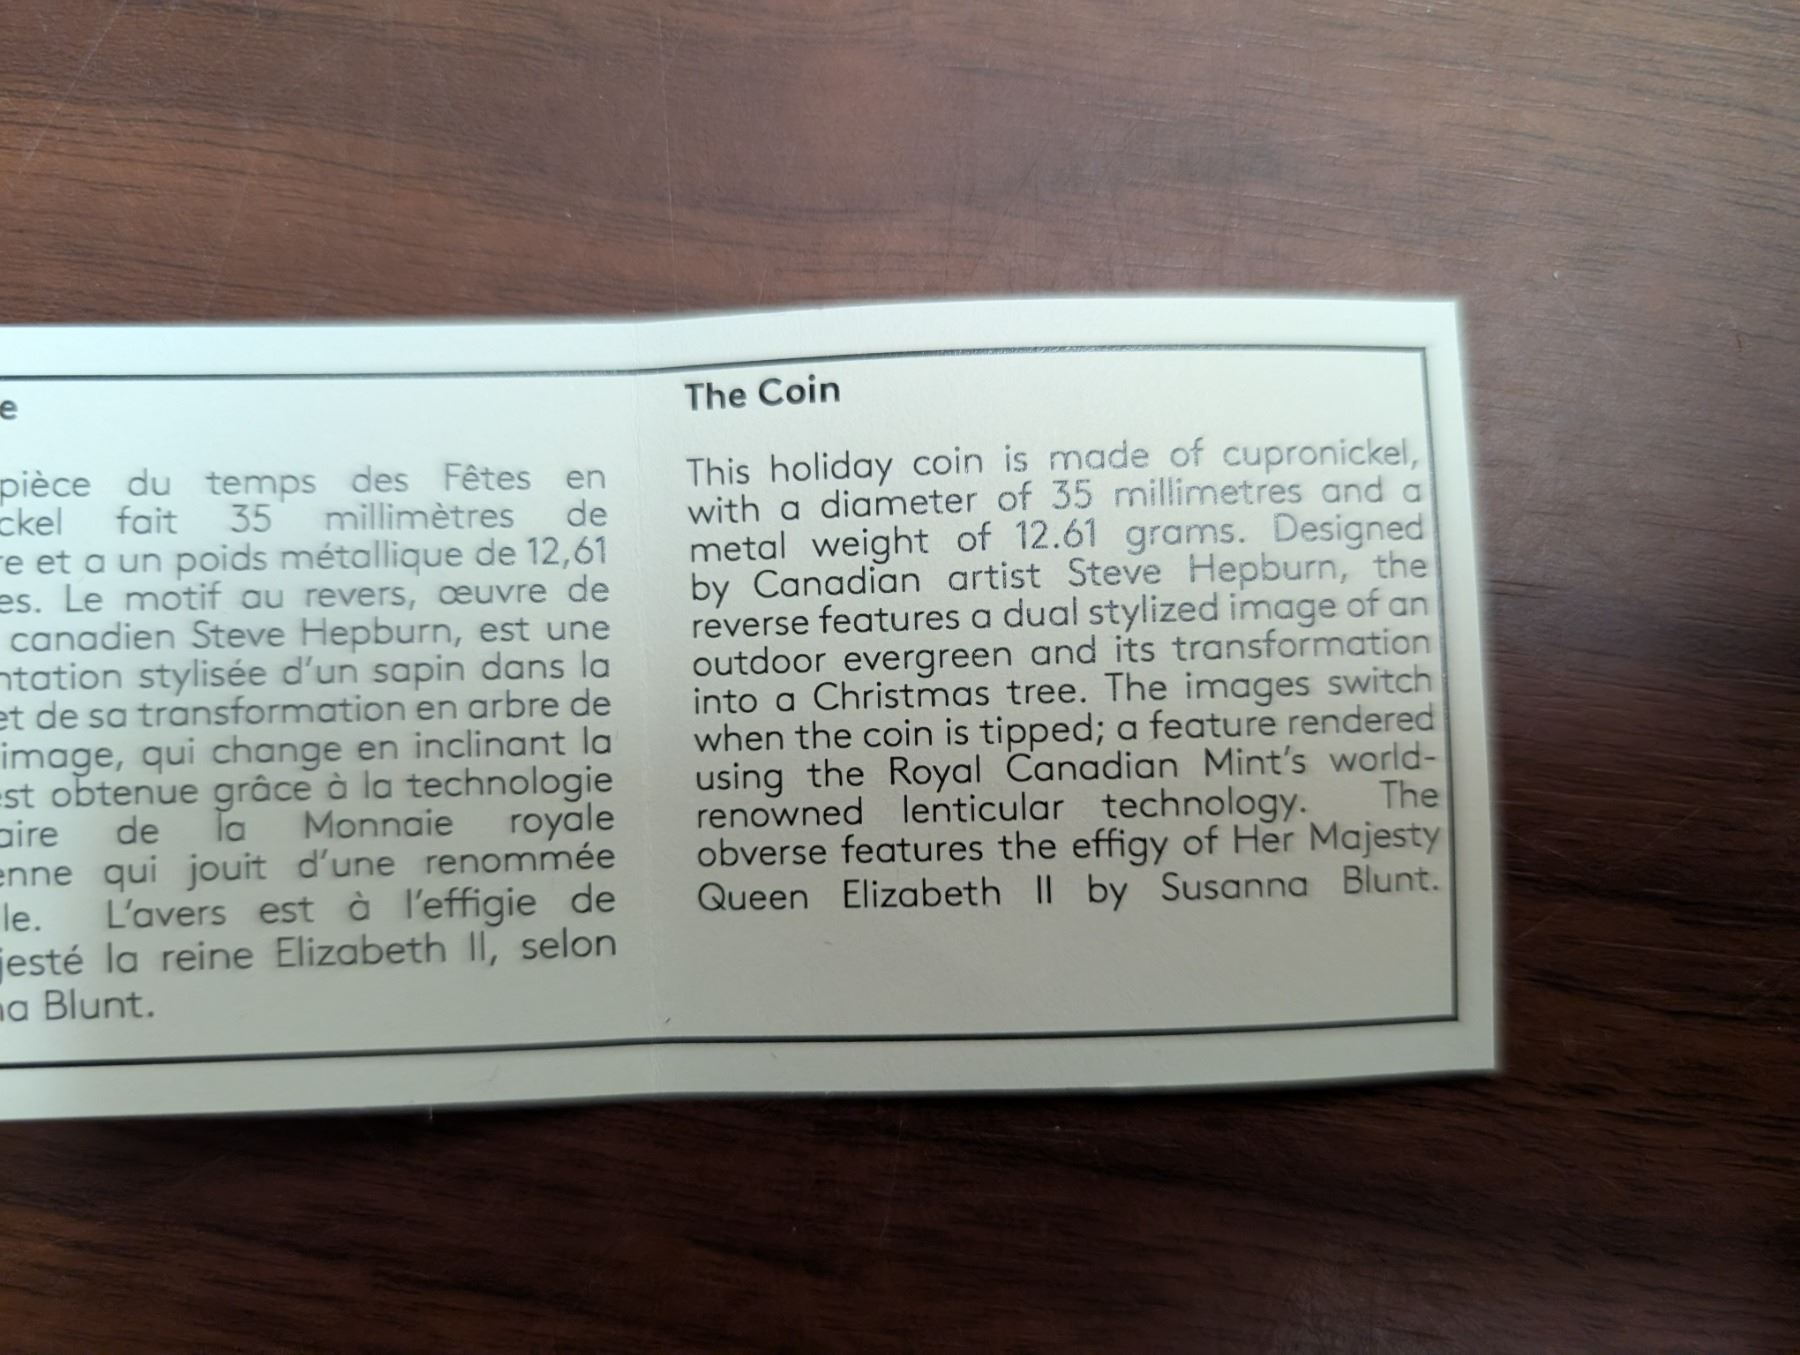 e
pièce du temps des Fêtes en
ckel fait 35 millimètres de
re et a un poids métallique de 12,61
es. Le motif au revers, œuvre de
canadien Steve Hepburn, est une
ntation stylisée d'un sapin dans la
et de sa transformation en arbre de
image, qui change en inclinant la
est obtenue grâce à la technologie
aire de la Monnaie royale
enne qui jouit d'une renommée
le. L'avers est à l'effigie de
jesté la reine Elizabeth II, selon
na Blunt.
The Coin
This holiday coin is made of cupronickel,
with a diameter of 35 millimetres and a
metal weight of 12.61 grams. Designed
by Canadian artist Steve Hepburn, the
reverse features a dual stylized image of an
outdoor evergreen and its transformation
into a Christmas tree. The images switch
when the coin is tipped; a feature rendered
using the Royal Canadian Mint's world-
renowned lenticular technology. The
obverse features the effigy of Her Majesty
Queen Elizabeth II by Susanna Blunt.